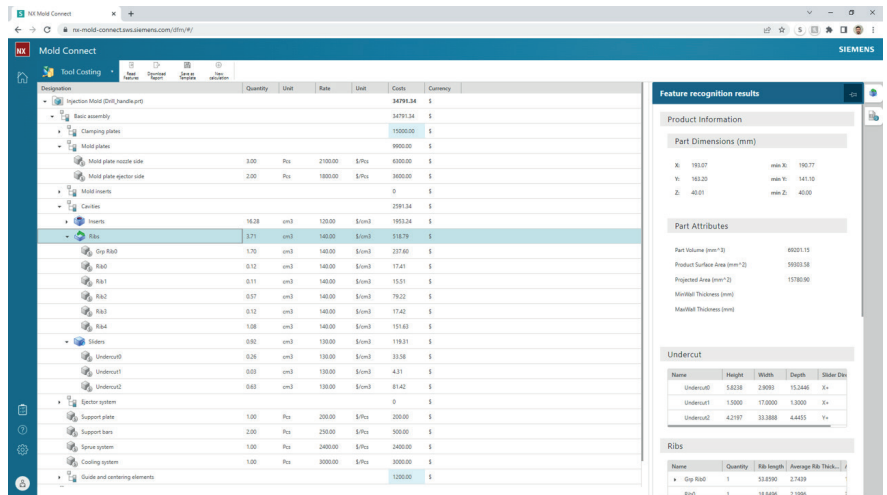 NX Mold Connect
nx-mold-connect.sws.siemens.com/dfm/#/
NX Mold Connect SIEMENS
Tool Costing
Read Features
Download Report
Save as Template
New calculation
Designation Quantity Unit Rate Unit Costs Currency
Injection Mold (Drill_handle.prt) 34791.34 $
Basic assembly 34791.34 $
Clamping plates 15000.00 $
Mold plates 9900.00 $
Mold plate nozzle side 3.00 Pcs 2100.00 $/Pcs 6300.00 $
Mold plate ejector side 2.00 Pcs 1800.00 $/Pcs 3600.00 $
Mold inserts 0 $
Cavities 2591.34 $
Inserts 16.28 cm3 120.00 $/cm3 1953.24 $
Ribs 3.71 cm3 140.00 $/cm3 518.79 $
Grp Rib0 1.70 cm3 140.00 $/cm3 237.60 $
Rib0 0.12 cm3 140.00 $/cm3 17.41 $
Rib1 0.11 cm3 140.00 $/cm3 15.51 $
Rib2 0.57 cm3 140.00 $/cm3 79.22 $
Rib3 0.12 cm3 140.00 $/cm3 17.42 $
Rib4 1.08 cm3 140.00 $/cm3 151.63 $
Sliders 0.92 cm3 130.00 $/cm3 119.31 $
Undercut0 0.26 cm3 130.00 $/cm3 33.58 $
Undercut1 0.03 cm3 130.00 $/cm3 4.31 $
Undercut2 0.63 cm3 130.00 $/cm3 81.42 $
Ejector system 0 $
Support plate 1.00 Pcs 200.00 $/Pcs 200.00 $
Support bars 2.00 Pcs 250.00 $/Pcs 500.00 $
Sprue system 1.00 Pcs 2400.00 $/Pcs 2400.00 $
Cooling system 1.00 Pcs 3000.00 $/Pcs 3000.00 $
Guide and centering elements 1200.00 $
Feature recognition results
Product Information
Part Dimensions (mm)
X: 193.07 min X: 190.77
Y: 163.20 min Y: 141.10
Z: 40.01 min Z: 40.00
Part Attributes
Part Volume (mm^3) 69201.15
Product Surface Area (mm^2) 59303.58
Projected Area (mm^2) 15780.90
MinWall Thickness (mm)
MaxWall Thickness (mm)
Undercut
Name Height Width Depth Slider Dir
Undercut0 5.8238 2.9093 15.2446 X+
Undercut1 1.5000 17.0000 1.3000 X+
Undercut2 4.2197 33.3888 4.4455 Y+
Ribs
Name Quantity Rib length Average Rib Thick...
Grp Rib0 1 53.8590 2.7439